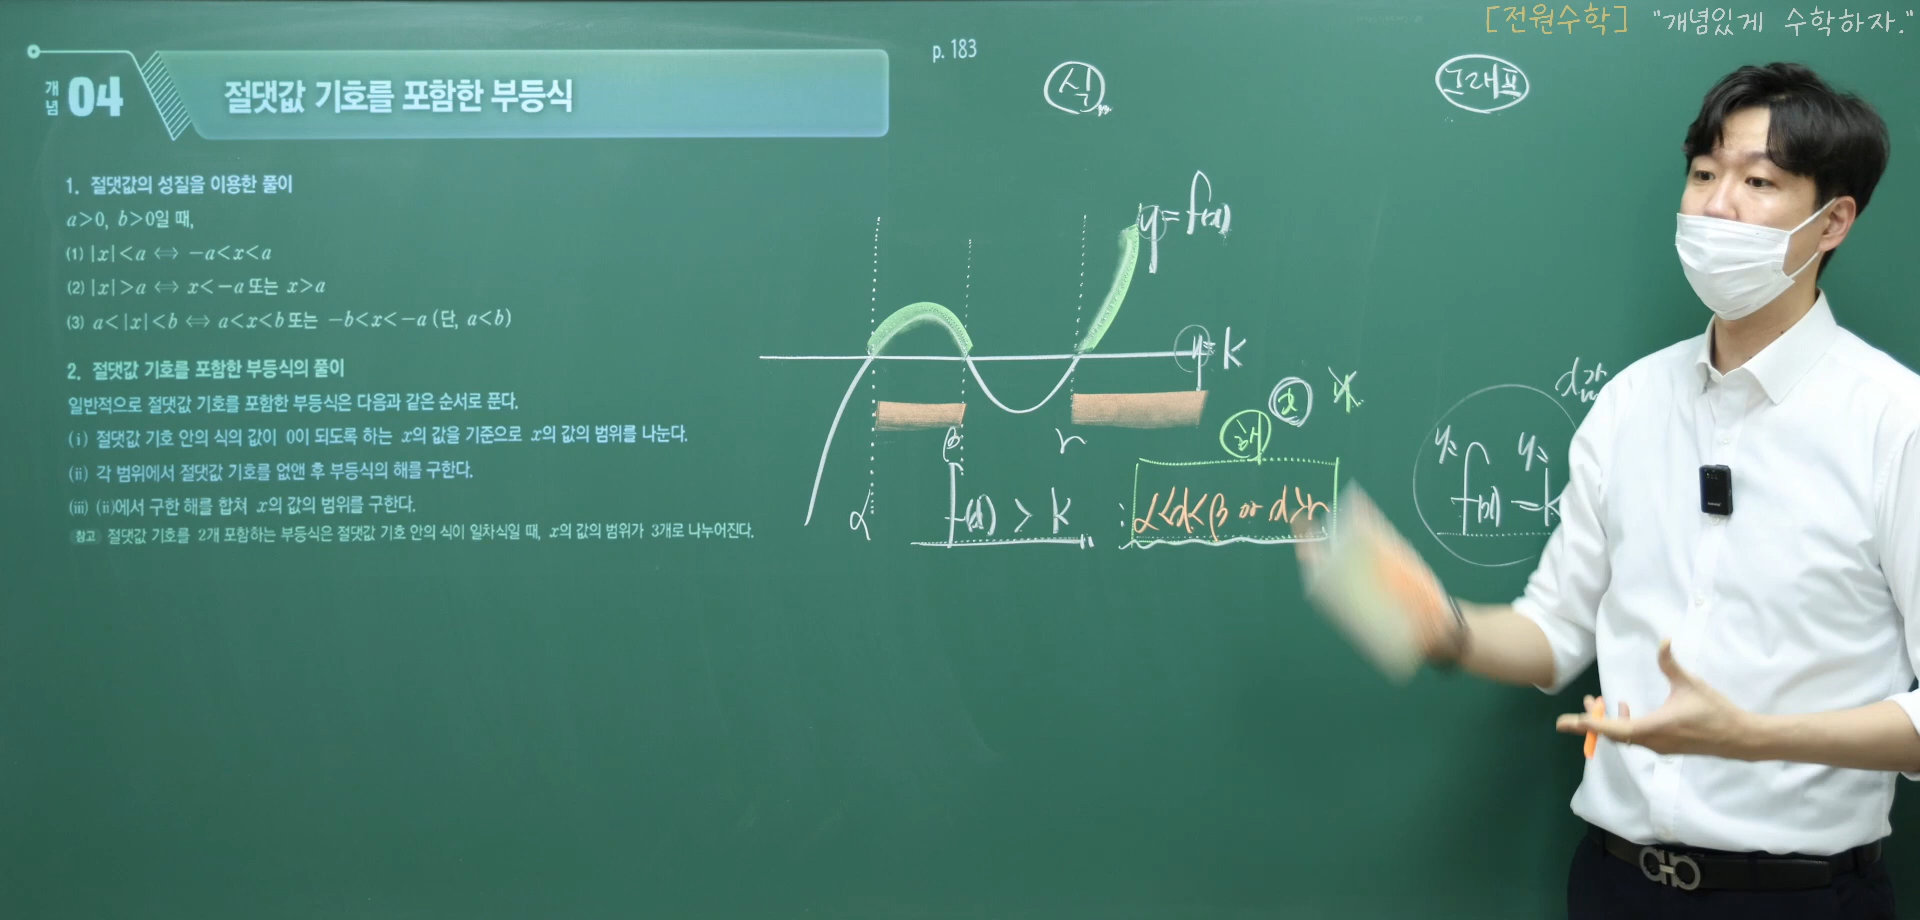 [전원수학] "개념있게 수학하자."
개념 04 절댓값 기호를 포함한 부등식
p. 183
식
그래프
1. 절댓값의 성질을 이용한 풀이
a>0, b>0일 때,
(1) |x|<a ⇔ -a<x<a
(2) |x|>a ⇔ x<-a 또는 x>a
(3) a<|x|<b ⇔ a<x<b 또는 -b<x<-a (단, a<b)
2. 절댓값 기호를 포함한 부등식의 풀이
일반적으로 절댓값 기호를 포함한 부등식은 다음과 같은 순서로 푼다.
(ⅰ) 절댓값 기호 안의 식의 값이 0이 되도록 하는 x의 값을 기준으로 x의 값의 범위를 나눈다.
(ⅱ) 각 범위에서 절댓값 기호를 없앤 후 부등식의 해를 구한다.
(ⅲ) (ⅱ)에서 구한 해를 합쳐 x의 값의 범위를 구한다.
참고 절댓값 기호를 2개 포함하는 부등식은 절댓값 기호 안의 식이 일차식일 때, x의 값의 범위가 3개로 나누어진다.
y=f(x)
y=k
α
β
r
해
x
f(x) > k : α<x<β or x>r
x값
y= y=
f(x) = k